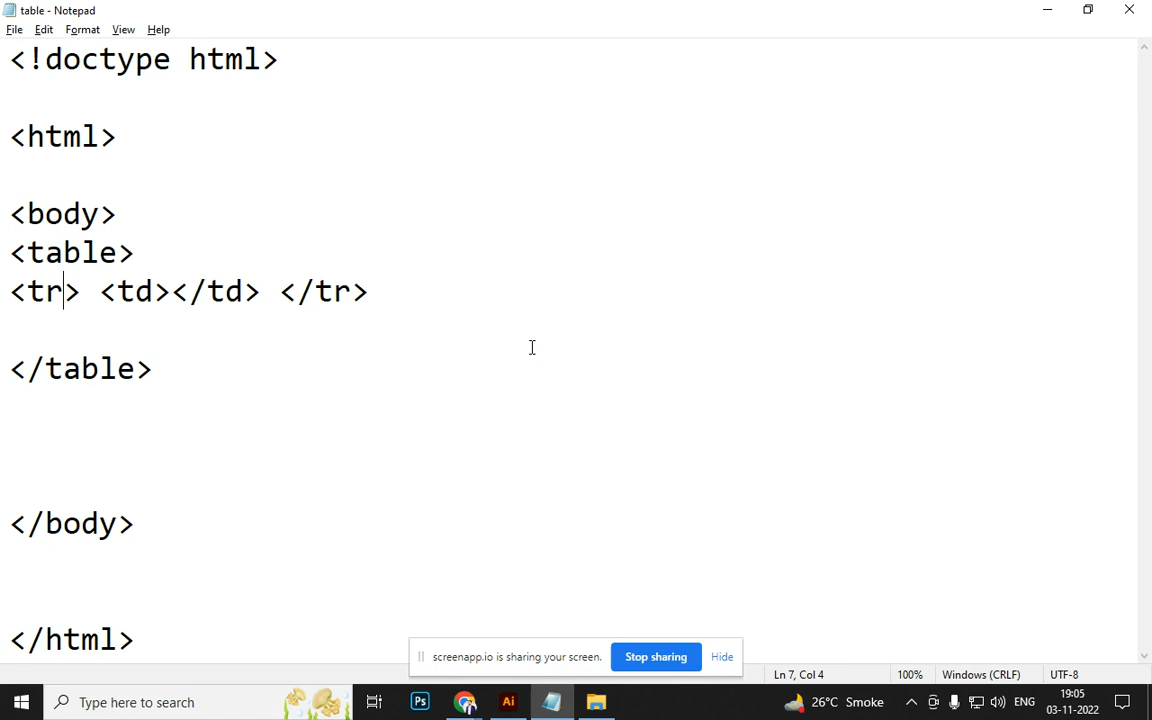 table - Notepad
File Edit Format View Help
<!doctype html>
<html>
<body>
<table>
<tr> <td></td> </tr>
</table>
</body>
</html>
screenapp.io is sharing your screen. Stop sharing Hide
Ln 7, Col 4 100% Windows (CRLF) UTF-8
Type here to search Ps Ai 26°C Smoke ENG 19:05
03-11-2022